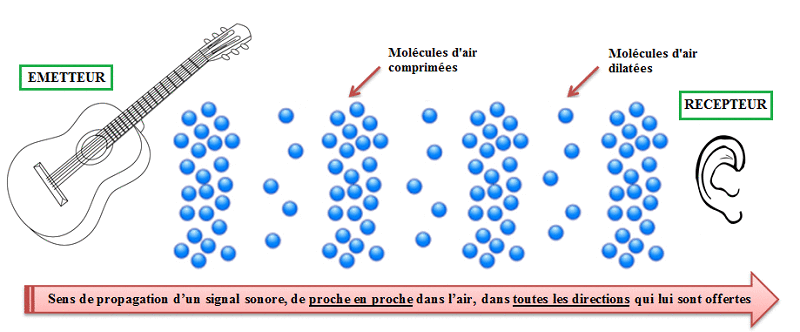 Molécules d'air
comprimées
Molécules d'air
dilatées
EMETTEUR
RECEPTEUR
Sens de propagation d'un signal sonore, de proche en proche dans l'air, dans toutes les directions qui lui sont offertes